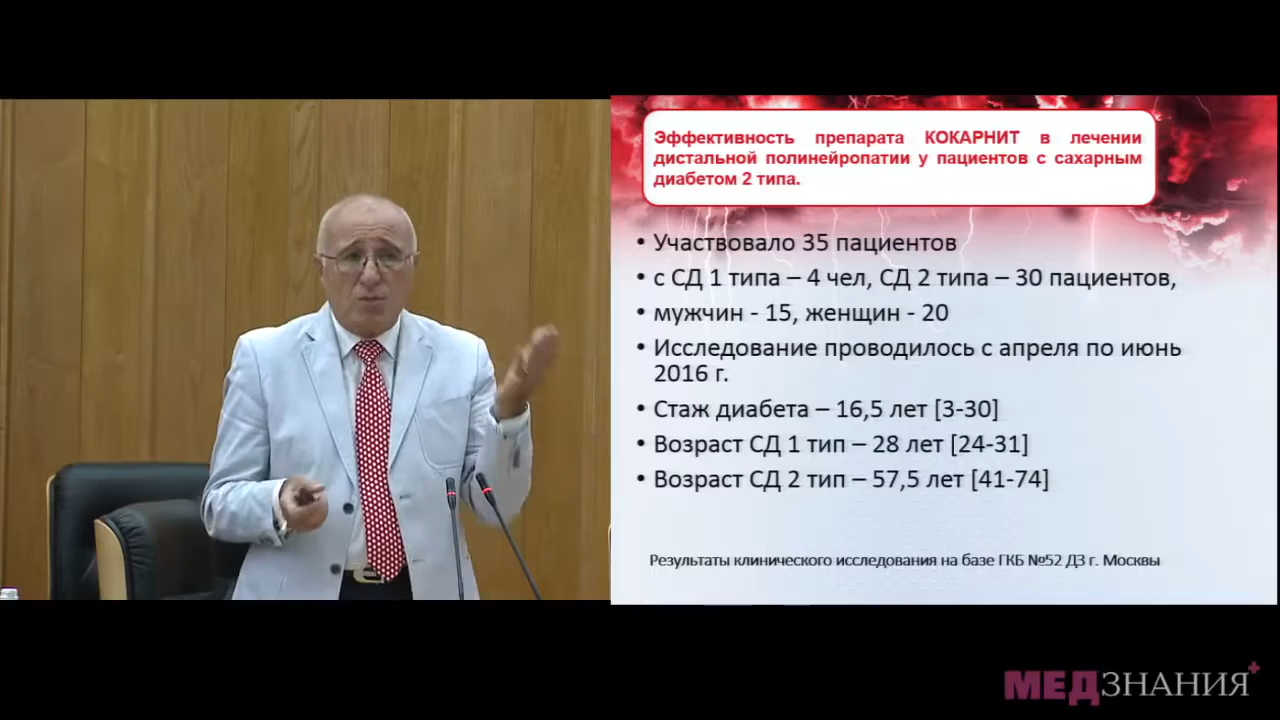 Эффективность препарата КОКАРНИТ в лечении
дистальной полинейропатии у пациентов с сахарным
диабетом 2 типа.
• Участвовало 35 пациентов
• с СД 1 типа – 4 чел, СД 2 типа – 30 пациентов,
• мужчин - 15, женщин - 20
• Исследование проводилось с апреля по июнь
2016 г.
• Стаж диабета – 16,5 лет [3-30]
• Возраст СД 1 тип – 28 лет [24-31]
• Возраст СД 2 тип – 57,5 лет [41-74]
Результаты клинического исследования на базе ГКБ №52 ДЗ г. Москвы
МЕДЗНАНИЯ+